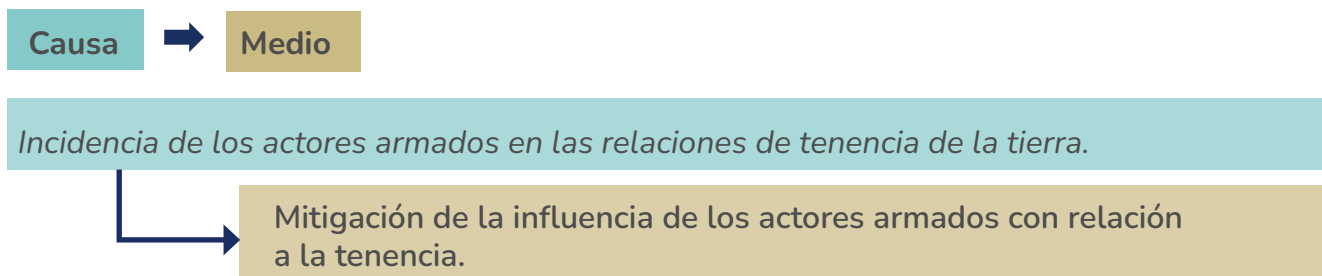 Causa
Medio
Incidencia de los actores armados en las relaciones de tenencia de la tierra.
Mitigación de la influencia de los actores armados con relación
a la tenencia.